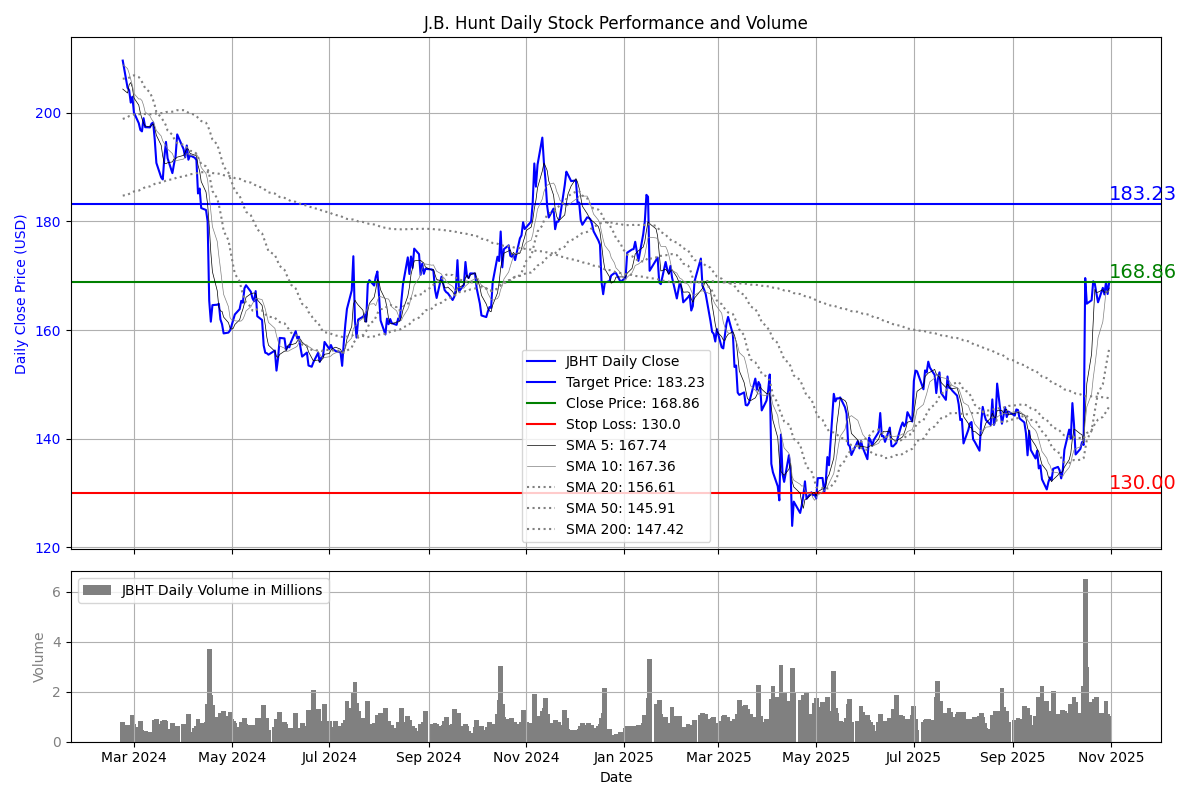 J.B. Hunt Daily Stock Performance and Volume
Daily Close Price (USD)
200
180
160
140
120
183.23
168.86
130.00
JBHT Daily Close
Target Price: 183.23
Close Price: 168.86
Stop Loss: 130.0
SMA 5: 167.74
SMA 10: 167.36
SMA 20: 156.61
SMA 50: 145.91
SMA 200: 147.42
Volume
6
4
2
0
JBHT Daily Volume in Millions
Mar 2024 May 2024 Jul 2024 Sep 2024 Nov 2024 Jan 2025 Mar 2025 May 2025 Jul 2025 Sep 2025 Nov 2025
Date